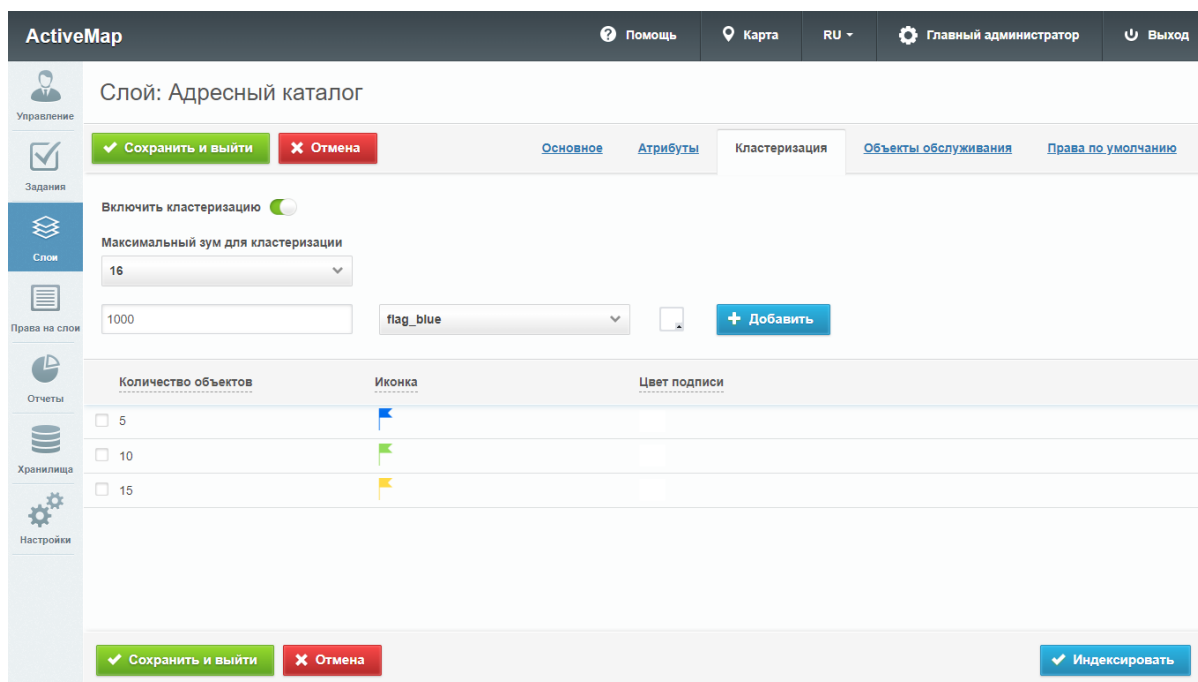 ActiveMap
Помощь
Карта
RU
Главный администратор
Выход
Управление
Задания
Слои
Права на слои
Отчеты
Хранилища
Настройки
Слой: Адресный каталог
Сохранить и выйти
Отмена
Основное
Атрибуты
Кластеризация
Объекты обслуживания
Права по умолчанию
Включить кластеризацию
Максимальный зум для кластеризации
16
1000
flag_blue
Добавить
Количество объектов
Иконка
Цвет подписи
5
10
15
Сохранить и выйти
Отмена
Индексировать